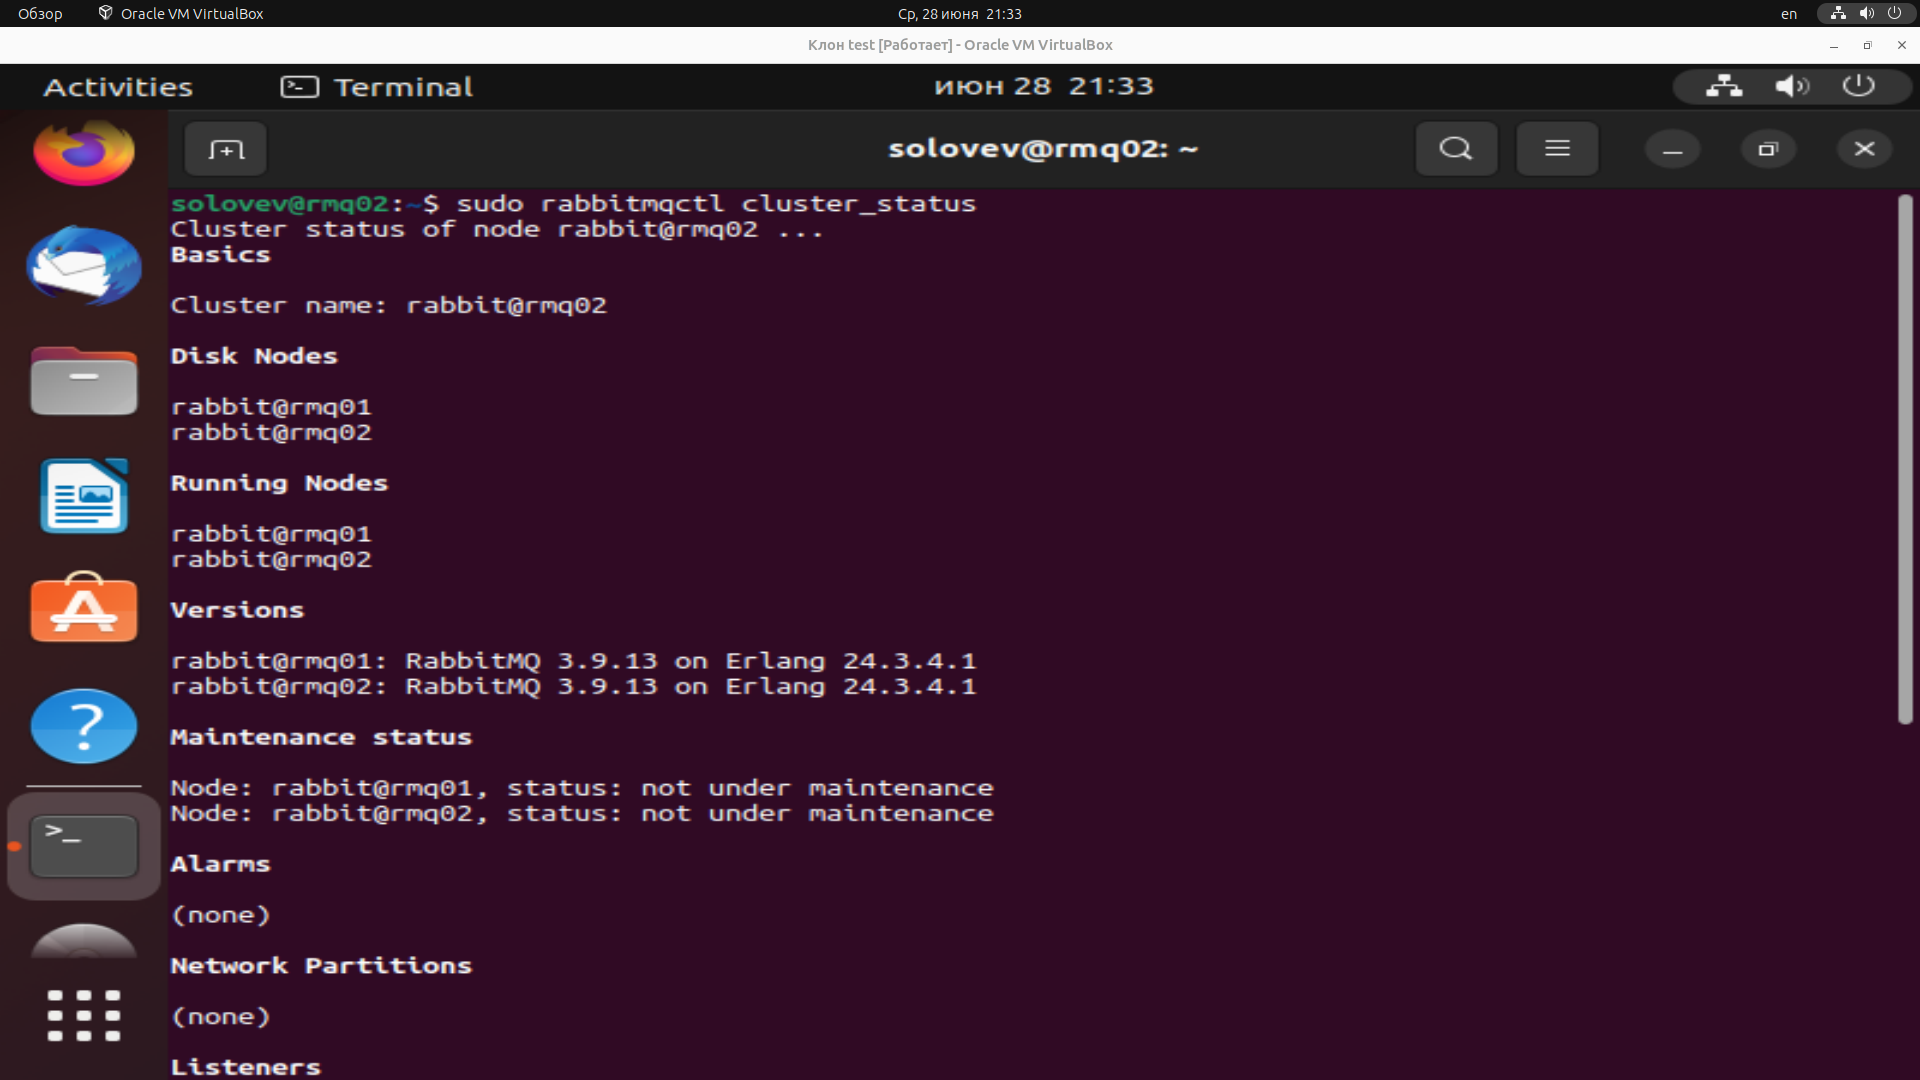 Обзор Oracle VM VirtualBox Ср, 28 июня 21:33 en
Клон test [Работает] - Oracle VM VirtualBox
Activities Terminal июн 28 21:33
solovev@rmq02: ~
solovev@rmq02:~$ sudo rabbitmqctl cluster_status
Cluster status of node rabbit@rmq02 ...
Basics
Cluster name: rabbit@rmq02
Disk Nodes
rabbit@rmq01
rabbit@rmq02
Running Nodes
rabbit@rmq01
rabbit@rmq02
Versions
rabbit@rmq01: RabbitMQ 3.9.13 on Erlang 24.3.4.1
rabbit@rmq02: RabbitMQ 3.9.13 on Erlang 24.3.4.1
Maintenance status
Node: rabbit@rmq01, status: not under maintenance
Node: rabbit@rmq02, status: not under maintenance
Alarms
(none)
Network Partitions
(none)
Listeners